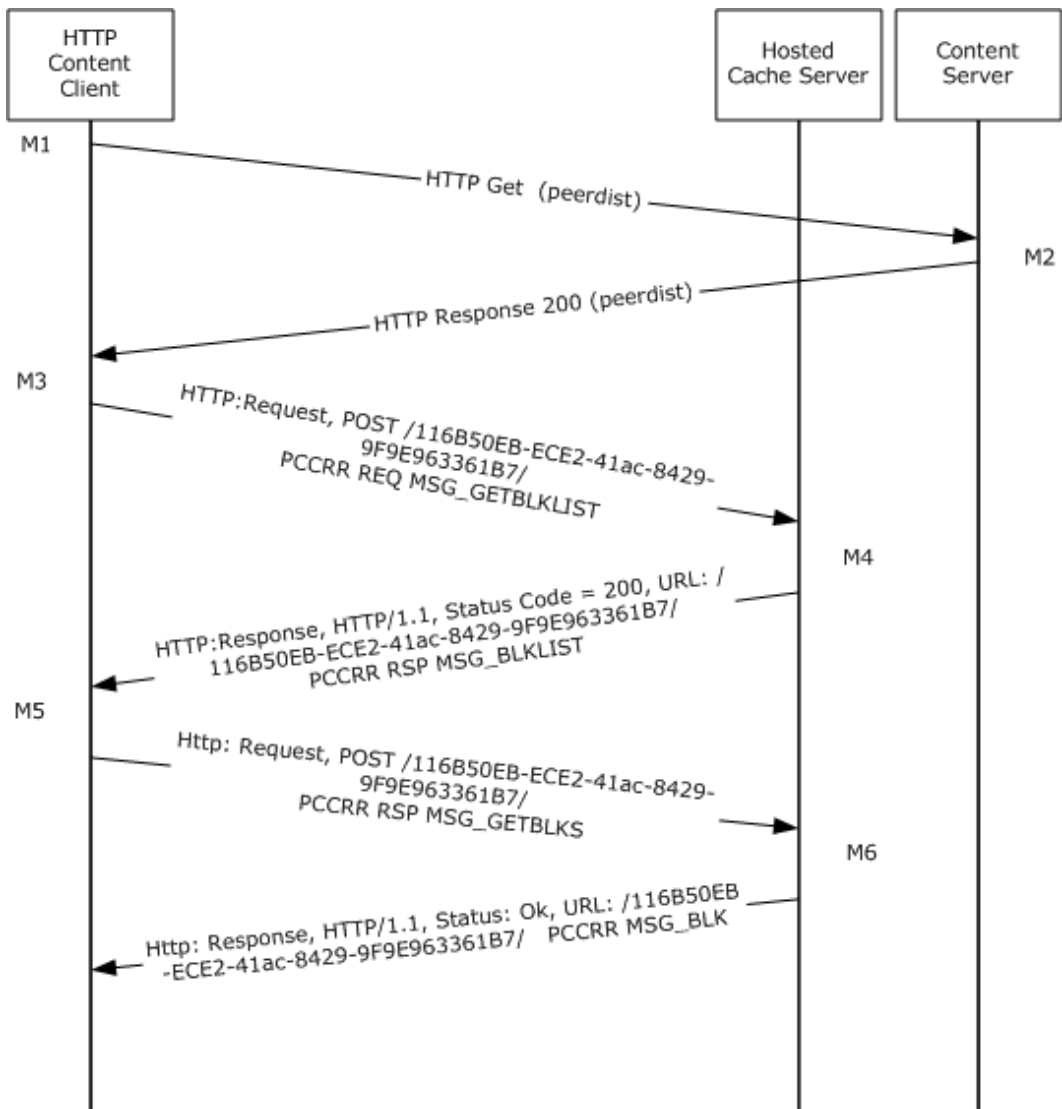 HTTP
Content
Client
Hosted
Cache Server
Content
Server
M1
HTTP Get  (peerdist)
M2
HTTP Response 200 (peerdist)
M3
HTTP:Request, POST /116B50EB-ECE2-41ac-8429-
9F9E963361B7/
PCCRR REQ MSG_GETBLKLIST
M4
HTTP:Response, HTTP/1.1, Status Code = 200, URL: /
116B50EB-ECE2-41ac-8429-9F9E963361B7/
PCCRR RSP MSG_BLKLIST
M5
Http: Request, POST /116B50EB-ECE2-41ac-8429-
9F9E963361B7/
PCCRR RSP MSG_GETBLKS
M6
Http: Response, HTTP/1.1, Status: Ok, URL: /116B50EB
-ECE2-41ac-8429-9F9E963361B7/   PCCRR MSG_BLK